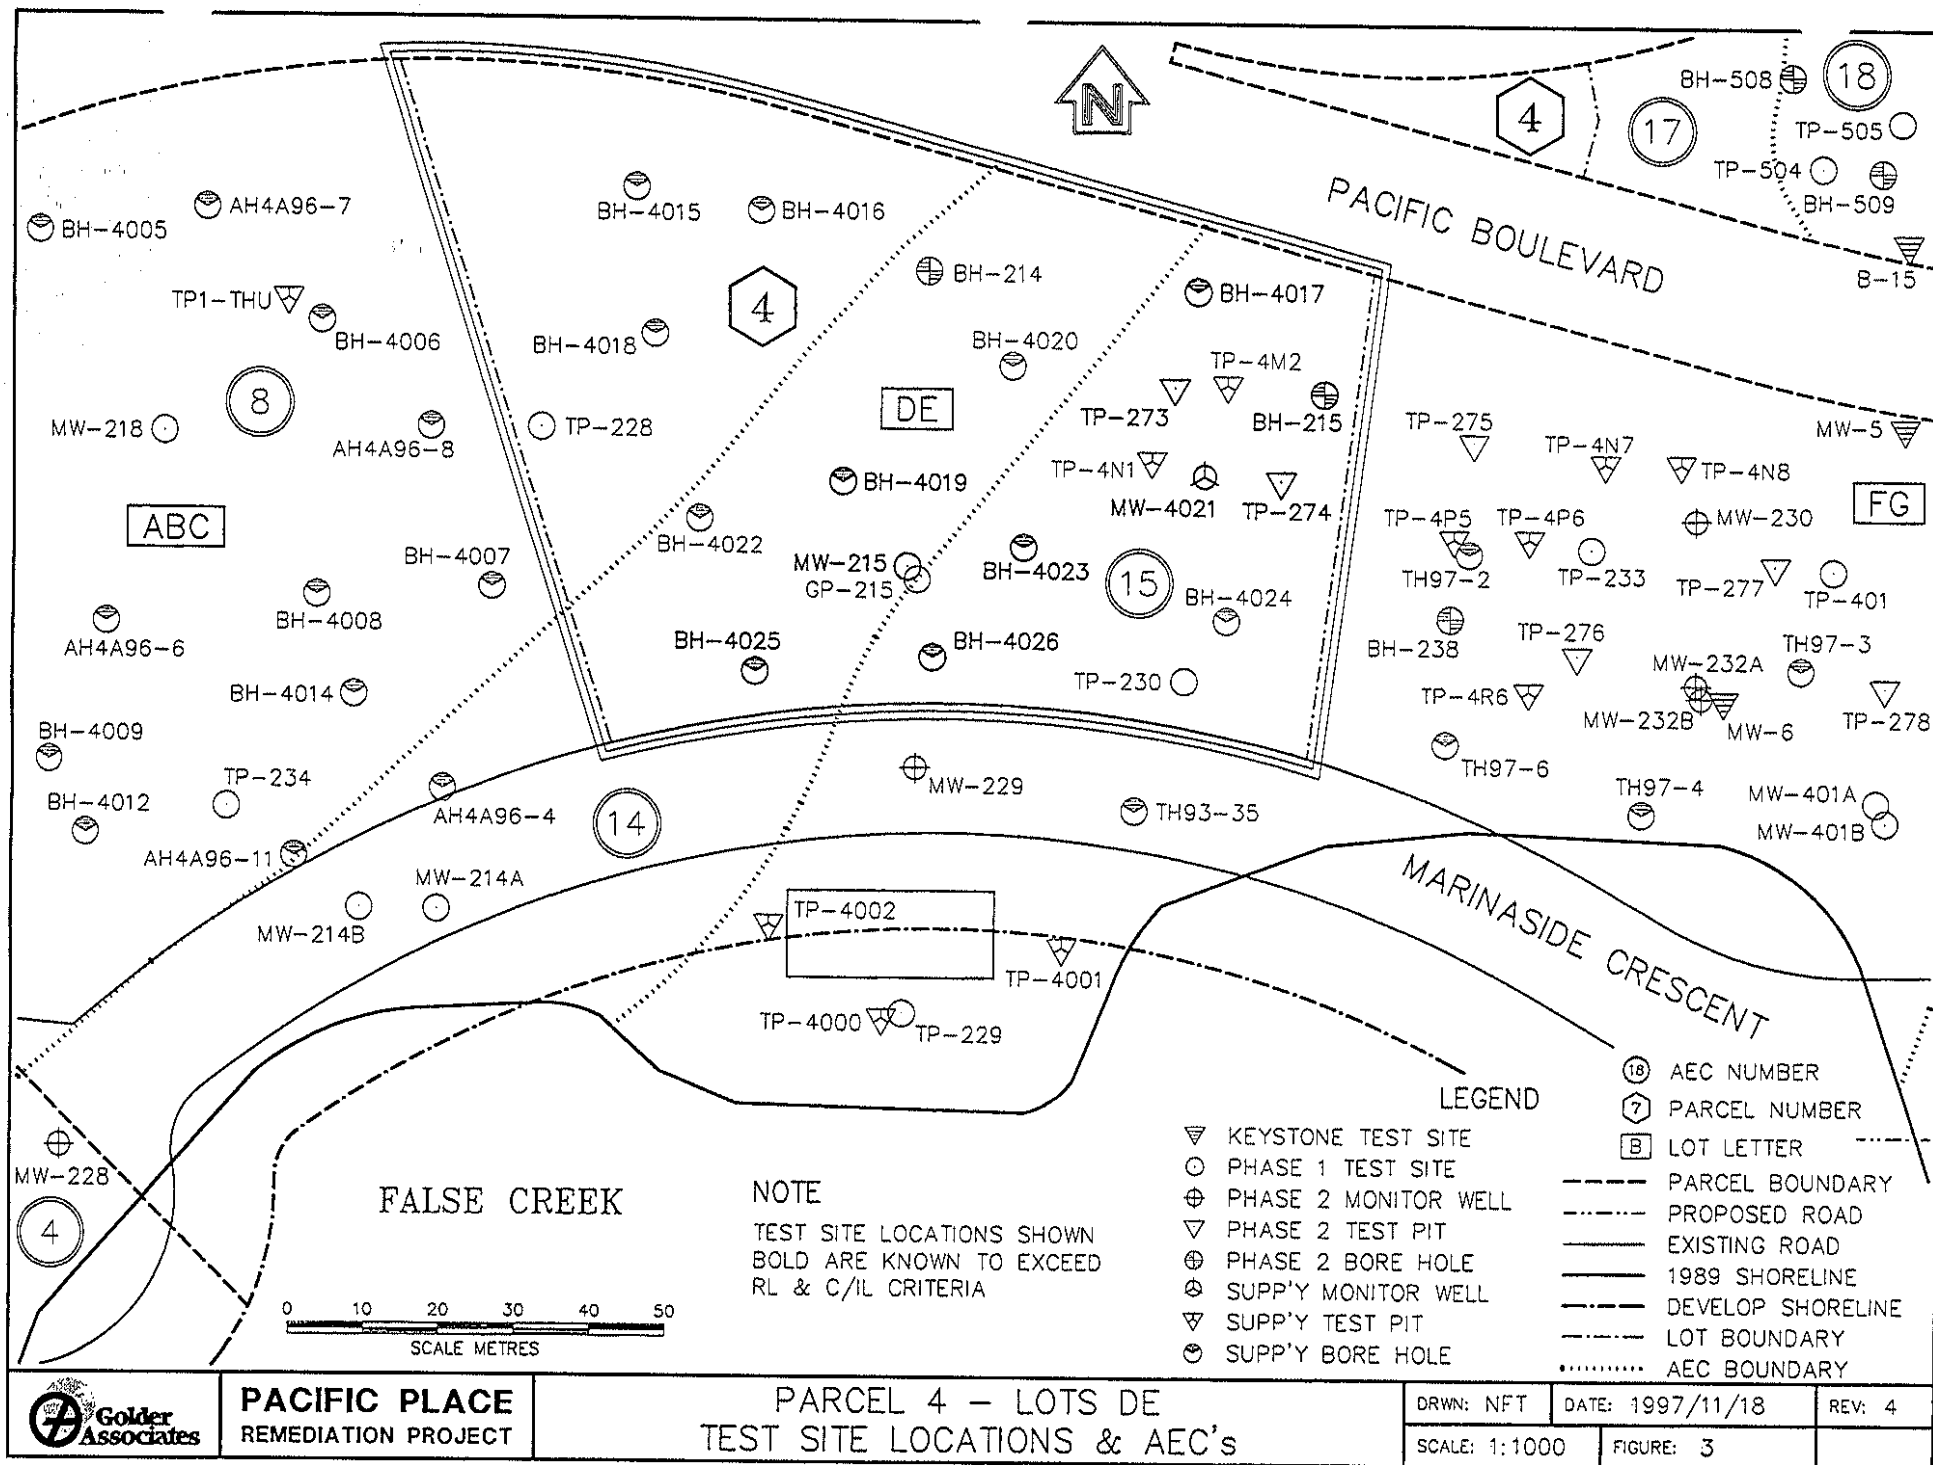 BH-508
18
TP-505
4
17
TP-504
BH-509
B-15
N
PACIFIC BOULEVARD
BH-4005
AH4A96-7
BH-4015
BH-4016
TP1-THU
BH-4006
BH-4018
4
BH-214
BH-4017
BH-4020
TP-4M2
8
MW-218
AH4A96-8
TP-228
DE
TP-273
BH-215
TP-275
TP-4N7
MW-5
TP-4N8
TP-4N1
BH-4019
MW-4021
TP-274
ABC
BH-4022
FG
TP-4P5
TP-4P6
MW-230
BH-4007
MW-215
GP-215
BH-4023
15
TH97-2
TP-233
TP-277
TP-401
BH-4008
BH-4024
AH4A96-6
BH-4025
BH-4026
BH-238
TP-276
MW-232A
TH97-3
BH-4014
TP-230
TP-4R6
MW-232B
MW-6
TP-278
BH-4009
TP-234
MW-229
TH97-6
BH-4012
AH4A96-4
14
TH93-35
TH97-4
MW-401A
MW-401B
AH4A96-11
MW-214A
MW-214B
TP-4002
TP-4001
MARINASIDE CRESCENT
TP-4000
TP-229
MW-228
4
FALSE CREEK
NOTE
TEST SITE LOCATIONS SHOWN
BOLD ARE KNOWN TO EXCEED
RL & C/IL CRITERIA
0 10 20 30 40 50
SCALE METRES
LEGEND
KEYSTONE TEST SITE
PHASE 1 TEST SITE
PHASE 2 MONITOR WELL
PHASE 2 TEST PIT
PHASE 2 BORE HOLE
SUPP'Y MONITOR WELL
SUPP'Y TEST PIT
SUPP'Y BORE HOLE
18 AEC NUMBER
7 PARCEL NUMBER
B LOT LETTER
PARCEL BOUNDARY
PROPOSED ROAD
EXISTING ROAD
1989 SHORELINE
DEVELOP SHORELINE
LOT BOUNDARY
AEC BOUNDARY
Golder
Associates
PACIFIC PLACE
REMEDIATION PROJECT
PARCEL 4 - LOTS DE
TEST SITE LOCATIONS & AEC's
DRWN: NFT
DATE: 1997/11/18
REV: 4
SCALE: 1:1000
FIGURE: 3